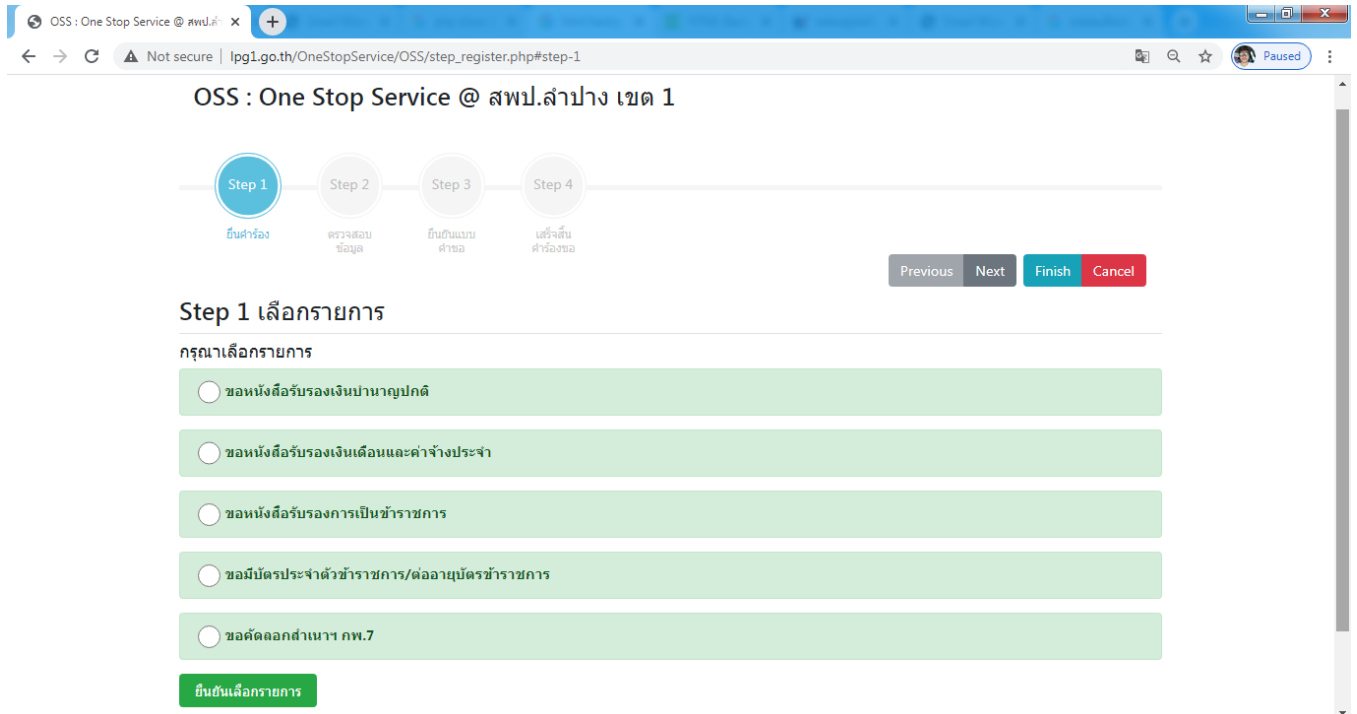 OSS : One Stop Service @ สพป.ลำ
Not secure | lpg1.go.th/OneStopService/OSS/step_register.php#step-1
Paused
OSS : One Stop Service @ สพป.ลำปาง เขต 1
Step 1 Step 2 Step 3 Step 4
ยื่นคำร้อง ตรวจสอบ ยืนยันแบบ เสร็จสิ้น
ข้อมูล คำขอ คำร้องขอ
Previous Next Finish Cancel
Step 1 เลือกรายการ
กรุณาเลือกรายการ
ขอหนังสือรับรองเงินบำนาญปกติ
ขอหนังสือรับรองเงินเดือนและค่าจ้างประจำ
ขอหนังสือรับรองการเป็นข้าราชการ
ขอมีบัตรประจำตัวข้าราชการ/ต่ออายุบัตรข้าราชการ
ขอคัดลอกสำเนาฯ กพ.7
ยืนยันเลือกรายการ